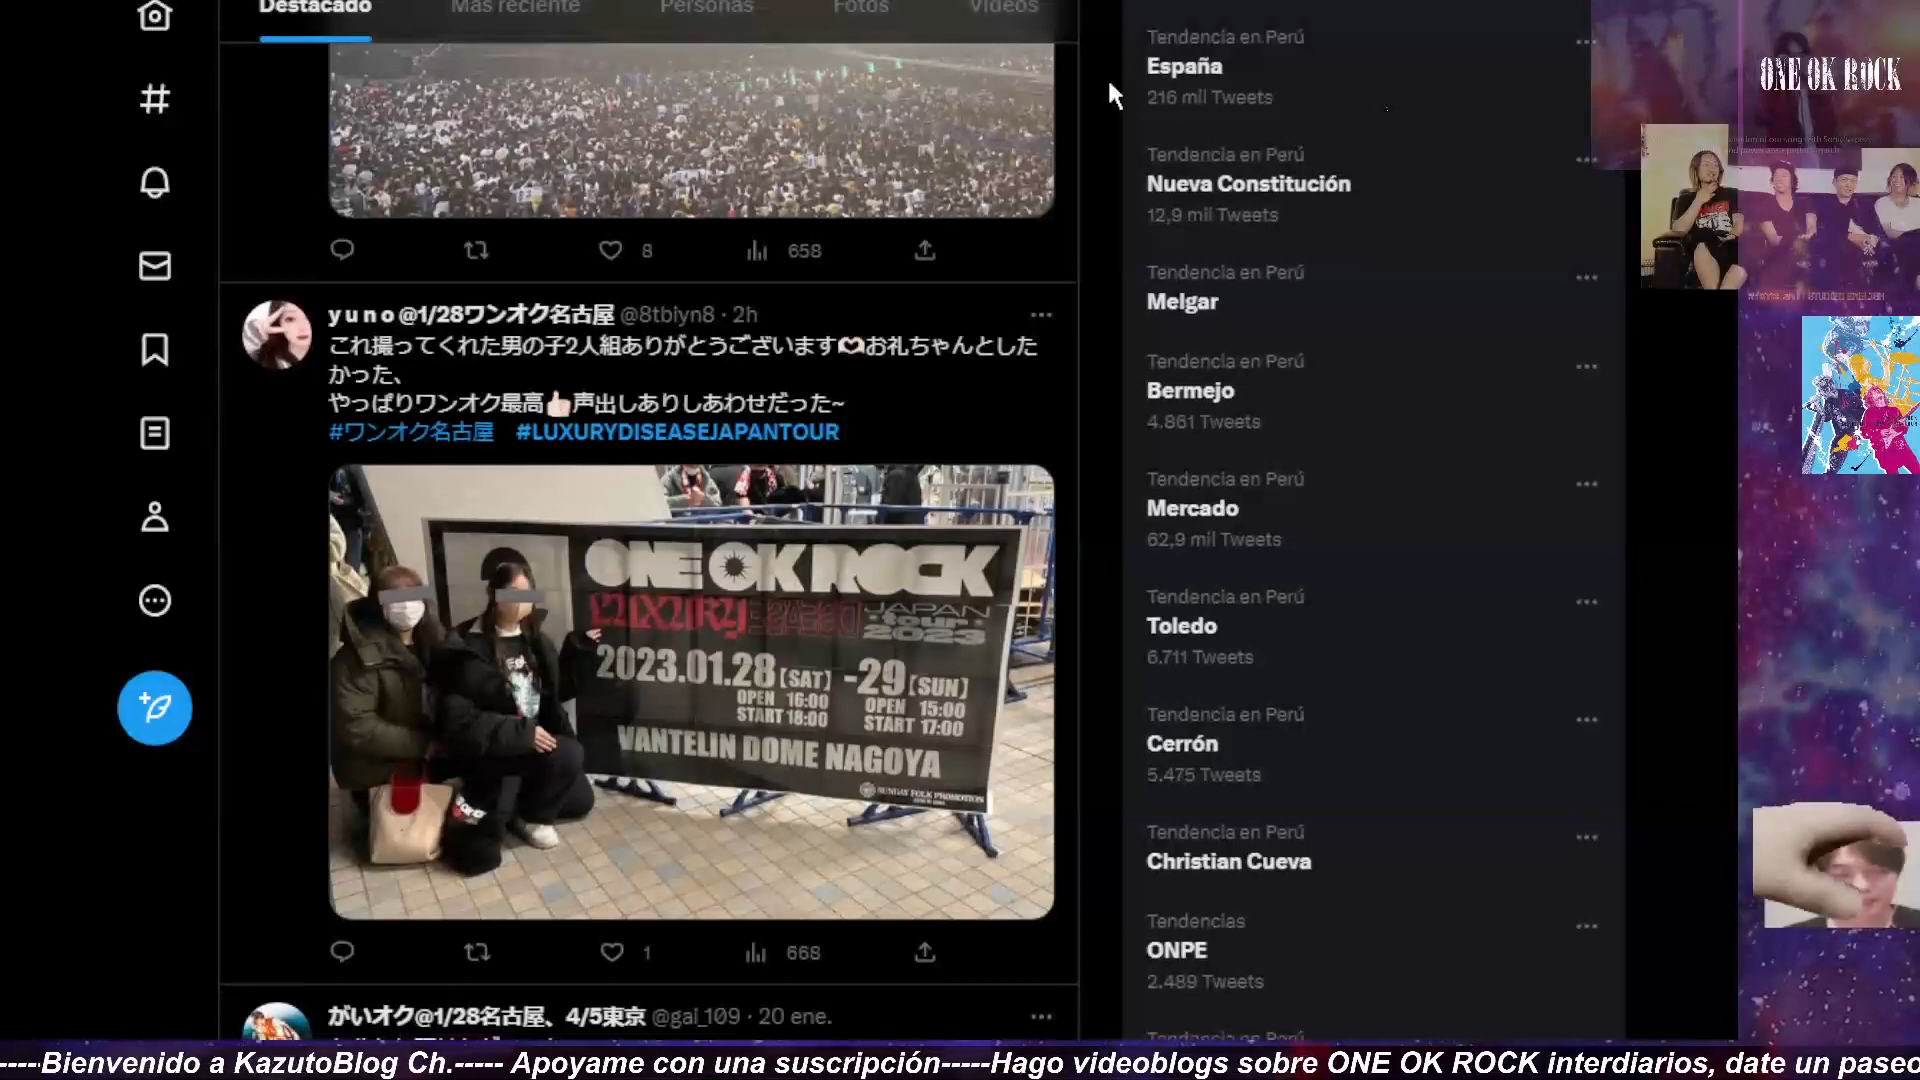 Destacado
Más reciente
Personas
Fotos
Videos
8
658
yuno@1/28ワンオク名古屋 @8tbiyn8 · 2h
これ撮ってくれた男の子2人組ありがとうございます🫶🏻お礼ちゃんとした
かった、
やっぱりワンオク最高👍🏻声出しありしあわせだった~
#ワンオク名古屋 #LUXURYDISEASEJAPANTOUR
ONE OK ROCK
LUXURY DISEASE JAPAN
tour
2023
2023.01.28[SAT] -29[SUN]
OPEN 16:00 OPEN 15:00
START 18:00 START 17:00
VANTELIN DOME NAGOYA
SUNDAY FOLK PROMOTION
1
668
がいオク@1/28名古屋、4/5東京 @gai_109 · 20 ene.
Tendencia en Perú
España
216 mil Tweets
Tendencia en Perú
Nueva Constitución
12,9 mil Tweets
Tendencia en Perú
Melgar
Tendencia en Perú
Bermejo
4.861 Tweets
Tendencia en Perú
Mercado
62,9 mil Tweets
Tendencia en Perú
Toledo
6.711 Tweets
Tendencia en Perú
Cerrón
5.475 Tweets
Tendencia en Perú
Christian Cueva
Tendencias
ONPE
2.489 Tweets
Tendencia en Perú
ONE OK ROCK
-----Bienvenido a KazutoBlog Ch.----- Apoyame con una suscripción-----Hago videoblogs sobre ONE OK ROCK interdiarios, date un paseo